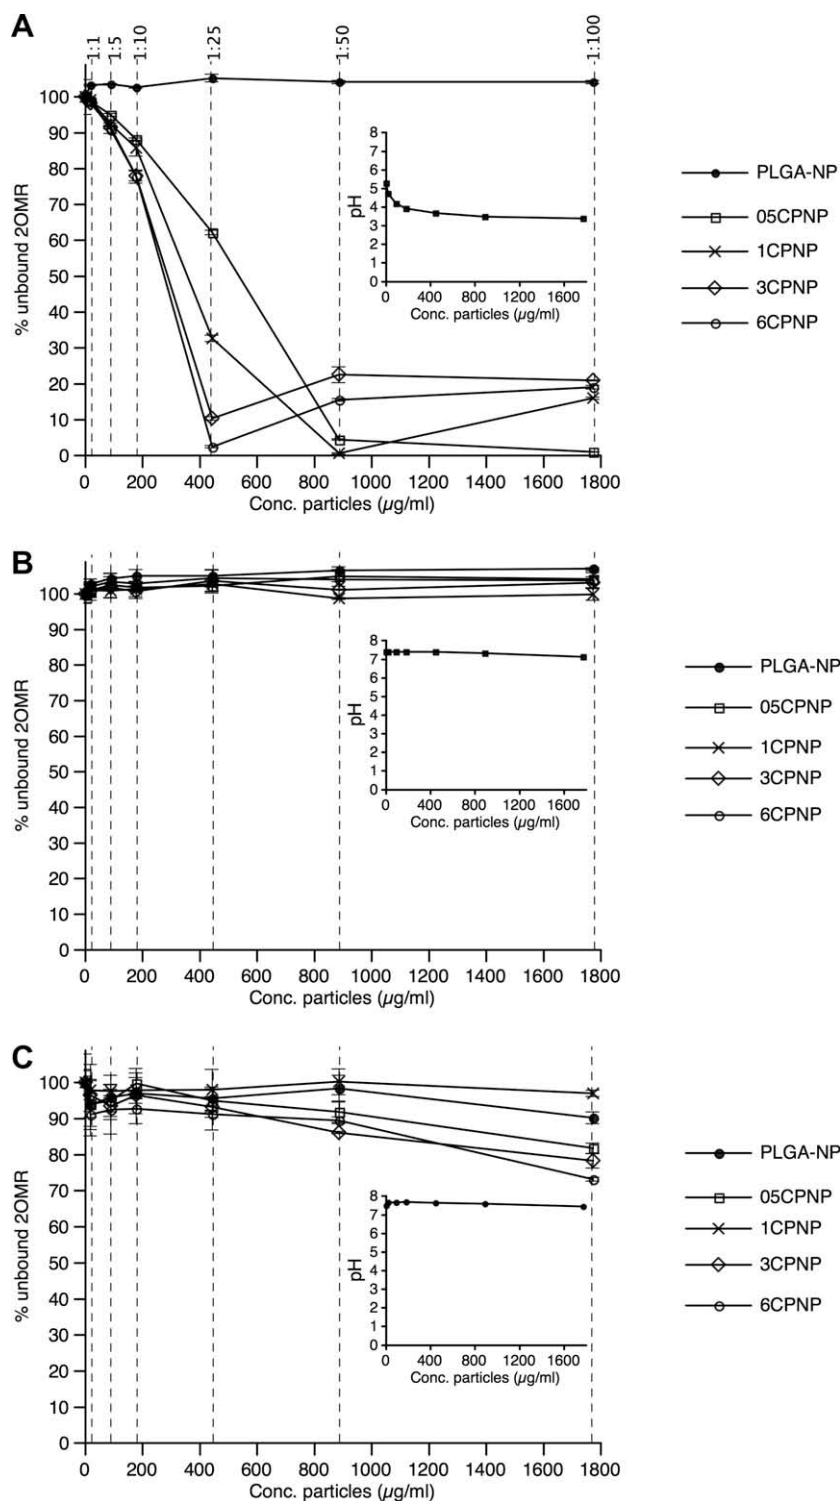 A
1:1
1:5
1:10
1:25
1:50
1:100
% unbound 2OMR
100
90
80
70
60
50
40
30
20
10
0
0 200 400 600 800 1000 1200 1400 1600 1800
Conc. particles (µg/ml)
pH
8
7
6
5
4
3
2
1
0
0 400 800 1200 1600
Conc. particles (µg/ml)
PLGA-NP
05CPNP
1CPNP
3CPNP
6CPNP
B
% unbound 2OMR
100
90
80
70
60
50
40
30
20
10
0
0 200 400 600 800 1000 1200 1400 1600 1800
Conc. particles (µg/ml)
pH
8
7
6
5
4
3
2
1
0
0 400 800 1200 1600
Conc. particles (µg/ml)
PLGA-NP
05CPNP
1CPNP
3CPNP
6CPNP
C
% unbound 2OMR
100
90
80
70
60
50
40
30
20
10
0
0 200 400 600 800 1000 1200 1400 1600 1800
Conc. particles (µg/ml)
pH
8
7
6
5
4
3
2
1
0
0 400 800 1200 1600
Conc. particles (µg/ml)
PLGA-NP
05CPNP
1CPNP
3CPNP
6CPNP